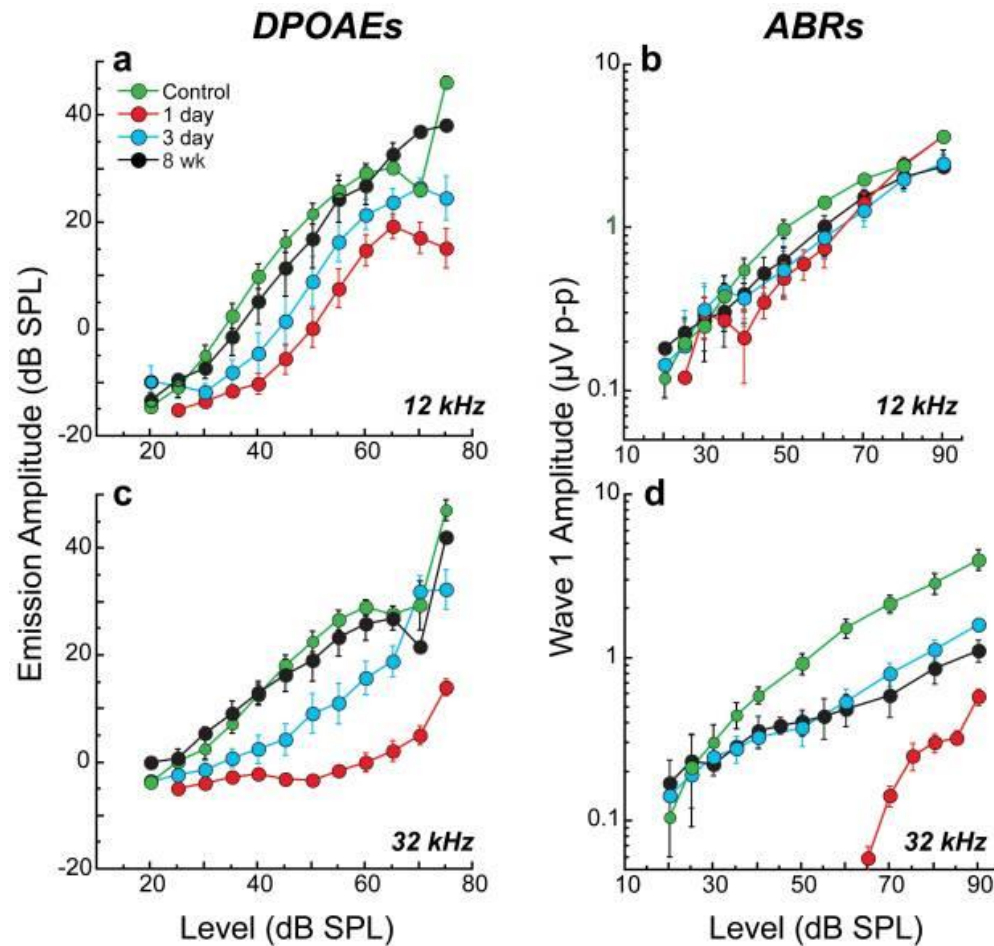 DPOAEs
ABRs
a
Control
1 day
3 day
8 wk
40
20
0
-20
20
40
60
80
12 kHz
b
10
1
0.1
10
30
50
70
90
12 kHz
c
40
20
0
-20
20
40
60
80
32 kHz
d
10
1
0.1
10
30
50
70
90
32 kHz
Emission Amplitude (dB SPL)
Wave 1 Amplitude (µV p-p)
Level (dB SPL)
Level (dB SPL)